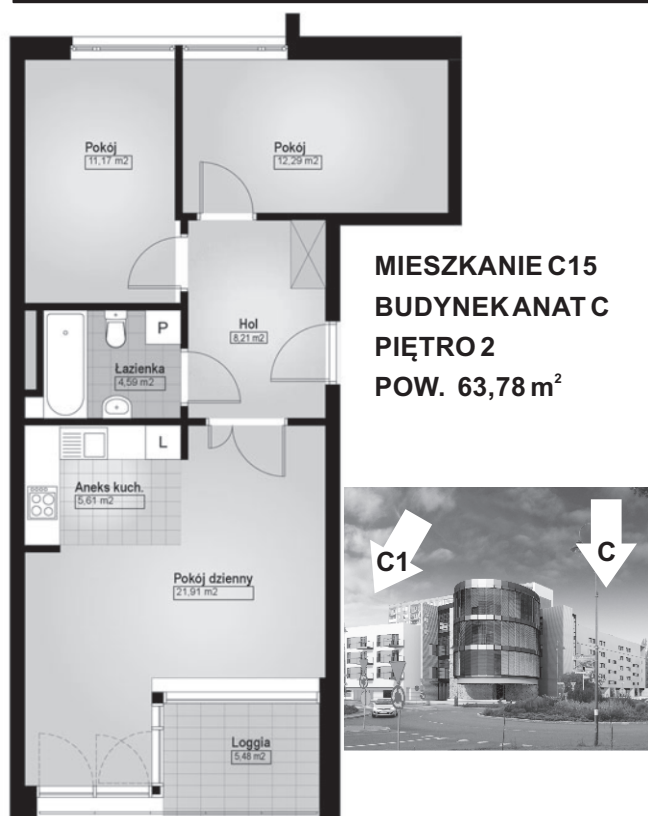 Pokój
11,17 m2
Pokój
12,29 m2
MIESZKANIE C15
BUDYNEK ANAT C
PIĘTRO 2
POW. 63,78 m²
Hol
8,21 m2
P
Łazienka
4,59 m2
L
Aneks kuch.
5,61 m2
C1
C
Pokój dzienny
21,91 m2
Loggia
5,48 m2